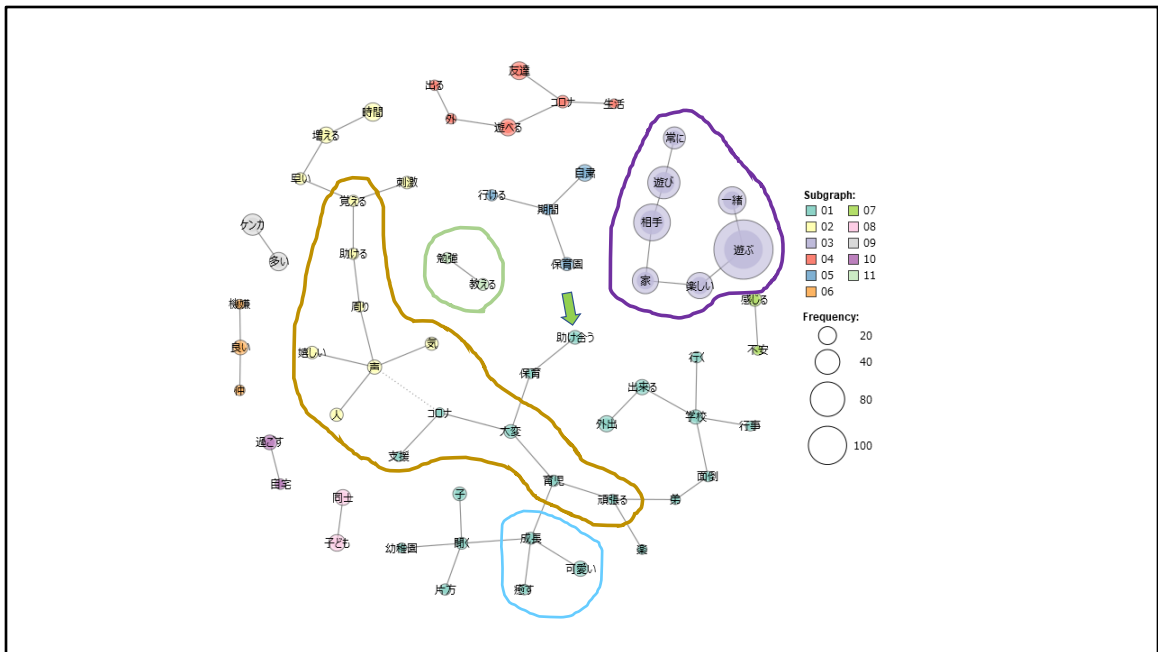 友達
出る
コロナ
生活
外
遊べる
時間
増える
早い
覚える
刺激
助ける
周り
嬉しい
声
気
人
ケンカ
多い
機嫌
良い
仲
過ごす
自宅
同士
子ども
勉強
教える
自粛
行ける
期間
保育園
常に
遊び
相手
家
楽しい
一緒
遊ぶ
感じる
不安
助け合う
保育
コロナ
大変
支援
育児
頑張る
楽
弟
面倒
学校
行く
行事
出来る
外出
子
聞く
幼稚園
片方
成長
可愛い
癒す
Subgraph:
01 07
02 08
03 09
04 10
05 11
06
Frequency:
20
40
80
100